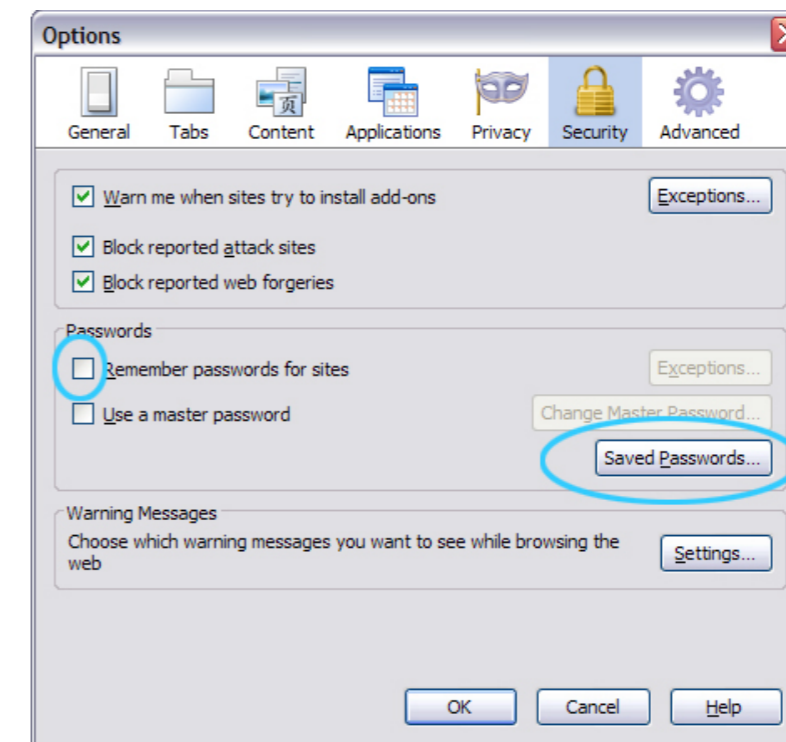 Options
General Tabs Content Applications Privacy Security Advanced
页
Warn me when sites try to install add-ons Exceptions...
Block reported attack sites
Block reported web forgeries
Passwords
Remember passwords for sites Exceptions...
Use a master password Change Master Password...
Saved Passwords...
Warning Messages
Choose which warning messages you want to see while browsing the
web
Settings...
OK Cancel Help